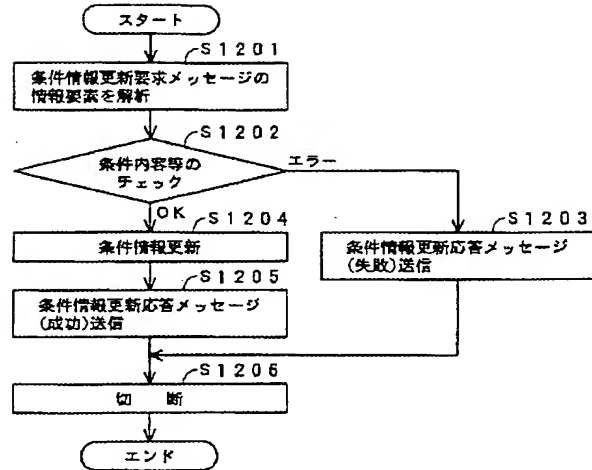 スタート
S1201
条件情報更新要求メッセージの
情報要素を解析
S1202
条件内容等の
チェック
エラー
OK
S1204
条件情報更新
S1203
条件情報更新応答メッセージ
(失敗)送信
S1205
条件情報更新応答メッセージ
(成功)送信
S1206
切 断
エンド